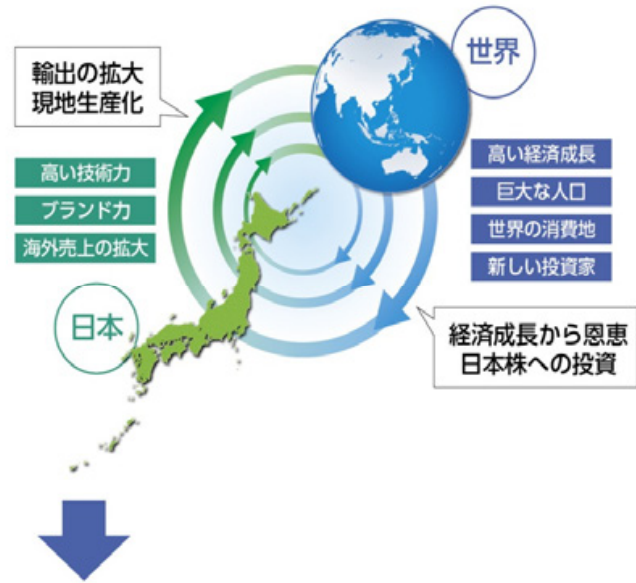 世界
輸出の拡大
現地生産化
高い技術力
ブランド力
海外売上の拡大
日本
高い経済成長
巨大な人口
世界の消費地
新しい投資家
経済成長から恩恵
日本株への投資